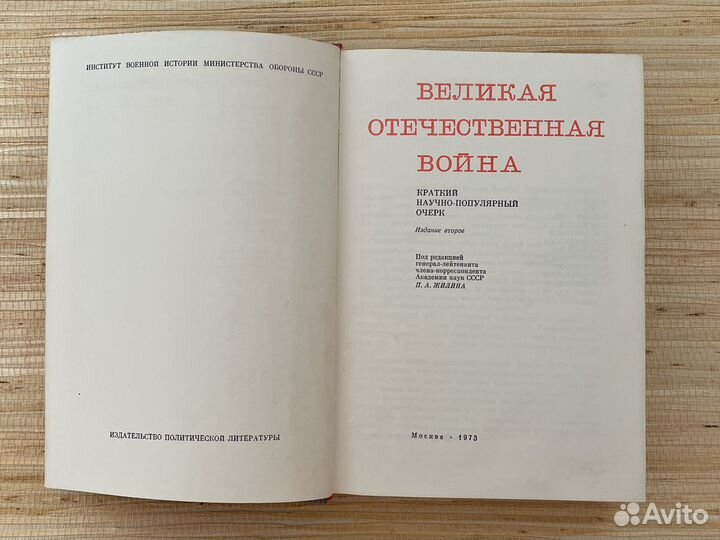 ИНСТИТУТ ВОЕННОЙ ИСТОРИИ МИНИСТЕРСТВА ОБОРОНЫ СССР
ИЗДАТЕЛЬСТВО ПОЛИТИЧЕСКОЙ ЛИТЕРАТУРЫ
ВЕЛИКАЯ
ОТЕЧЕСТВЕННАЯ
ВОЙНА
КРАТКИЙ
НАУЧНО-ПОПУЛЯРНЫЙ
ОЧЕРК
Издание второе
Под редакцией
генерал-лейтенанта
члена-корреспондента
Академии наук СССР
П. А. ЖИЛИНА
Москва · 1973
Avito